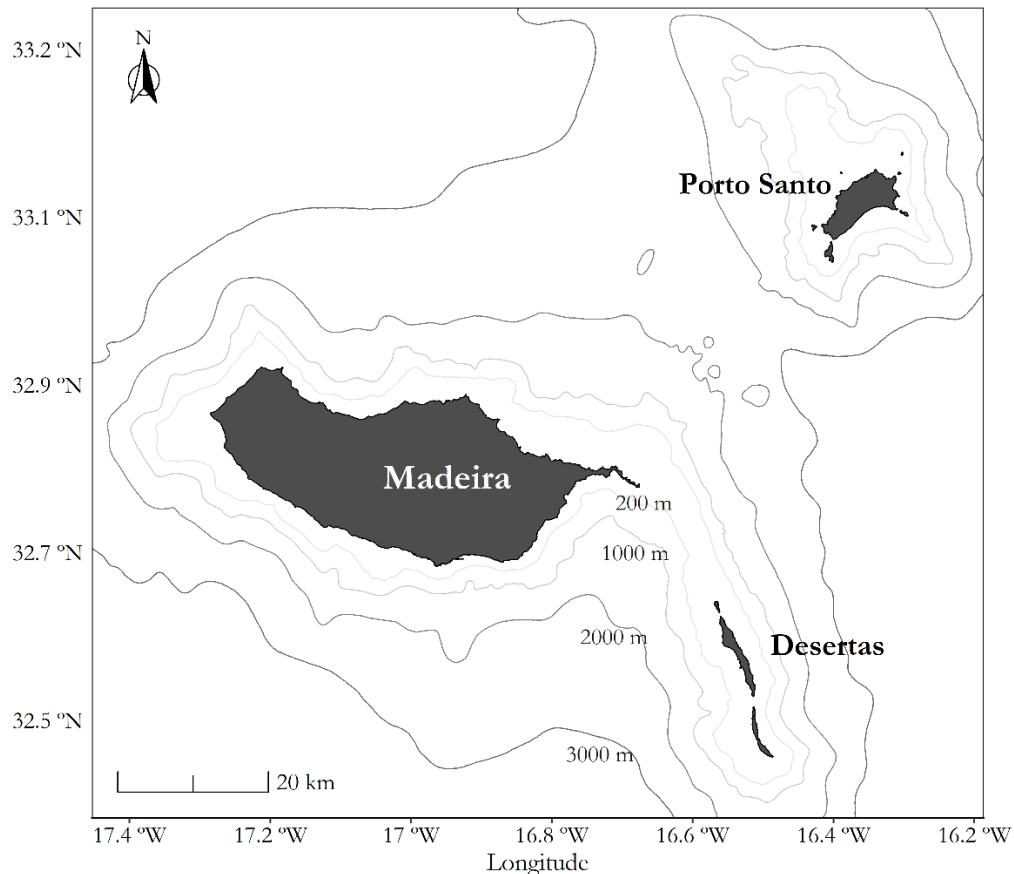 33.2 ºN
N
Porto Santo
33.1 ºN
32.9 ºN
Madeira
200 m
32.7 ºN
1000 m
2000 m
Desertas
32.5 ºN
3000 m
20 km
17.4 ºW
17.2 ºW
17 ºW
16.8 ºW
16.6 ºW
16.4 ºW
16.2 ºW
Longitude